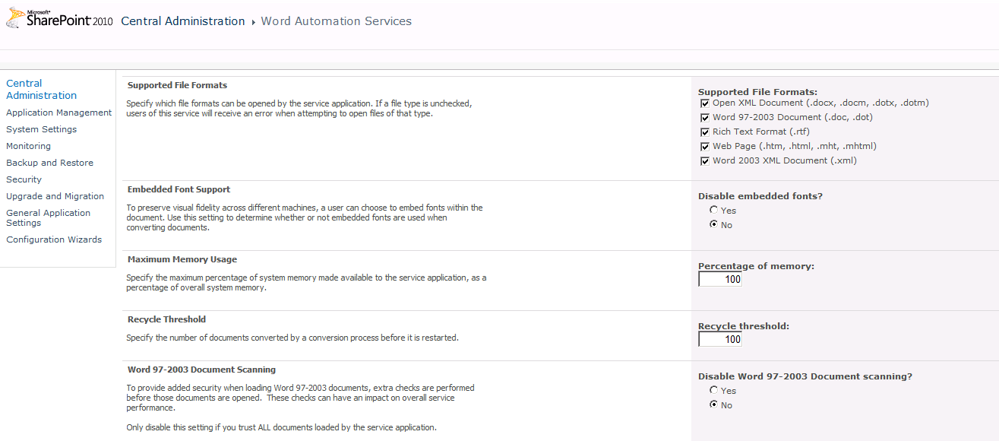 Microsoft®
SharePoint 2010 Central Administration Word Automation Services
Central
Administration
Application Management
System Settings
Monitoring
Backup and Restore
Security
Upgrade and Migration
General Application
Settings
Configuration Wizards
Supported File Formats
Specify which file formats can be opened by the service application. If a file type is unchecked,
users of this service will receive an error when attempting to open files of that type.
Supported File Formats:
Open XML Document (.docx, .docm, .dotx, .dotm)
Word 97-2003 Document (.doc, .dot)
Rich Text Format (.rtf)
Web Page (.htm, .html, .mht, .mhtml)
Word 2003 XML Document (.xml)
Embedded Font Support
To preserve visual fidelity across different machines, a user can choose to embed fonts within the
document. Use this setting to determine whether or not embedded fonts are used when
converting documents.
Disable embedded fonts?
Yes
No
Maximum Memory Usage
Specify the maximum percentage of system memory made available to the service application, as a
percentage of overall system memory.
Percentage of memory:
100
Recycle Threshold
Specify the number of documents converted by a conversion process before it is restarted.
Recycle threshold:
100
Word 97-2003 Document Scanning
To provide added security when loading Word 97-2003 documents, extra checks are performed
before those documents are opened. These checks can have an impact on overall service
performance.
Only disable this setting if you trust ALL documents loaded by the service application.
Disable Word 97-2003 Document scanning?
Yes
No